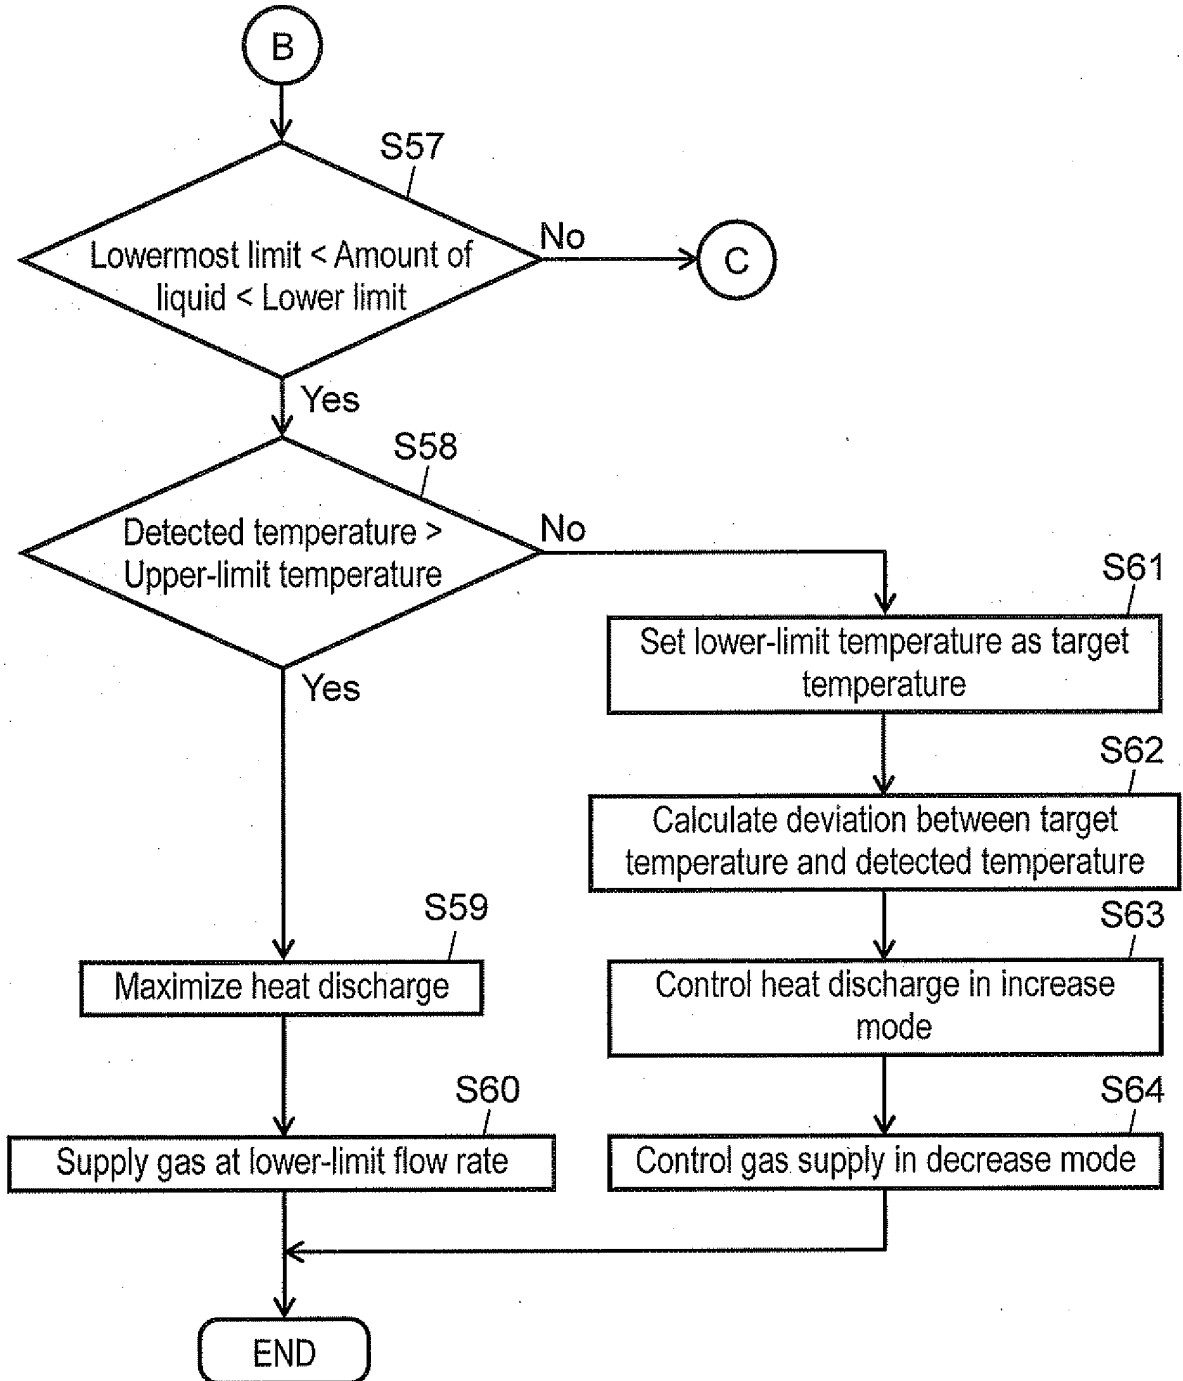 B
S57
Lowermost limit < Amount of
liquid < Lower limit
No
C
Yes
S58
Detected temperature >
Upper-limit temperature
No
Yes
S61
Set lower-limit temperature as target
temperature
S62
Calculate deviation between target
temperature and detected temperature
S59
Maximize heat discharge
S63
Control heat discharge in increase
mode
S60
Supply gas at lower-limit flow rate
S64
Control gas supply in decrease mode
END